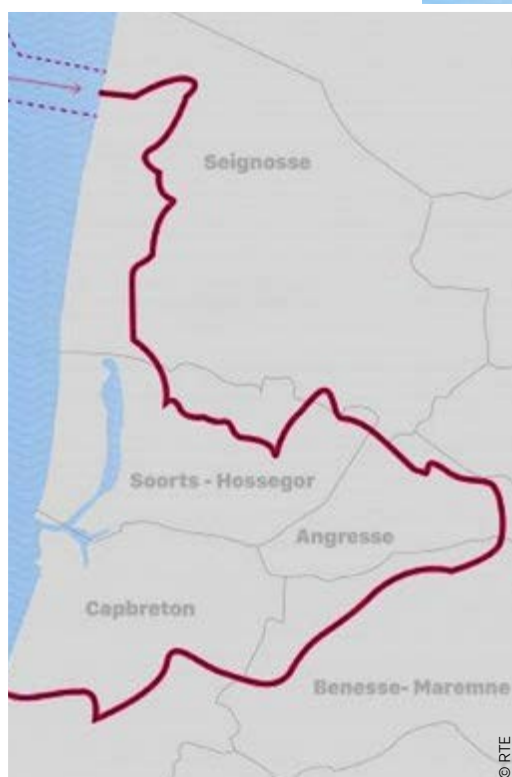 Seignosse
Soorts - Hossegor
Angresse
Capbreton
Benesse- Maremne
© RTE